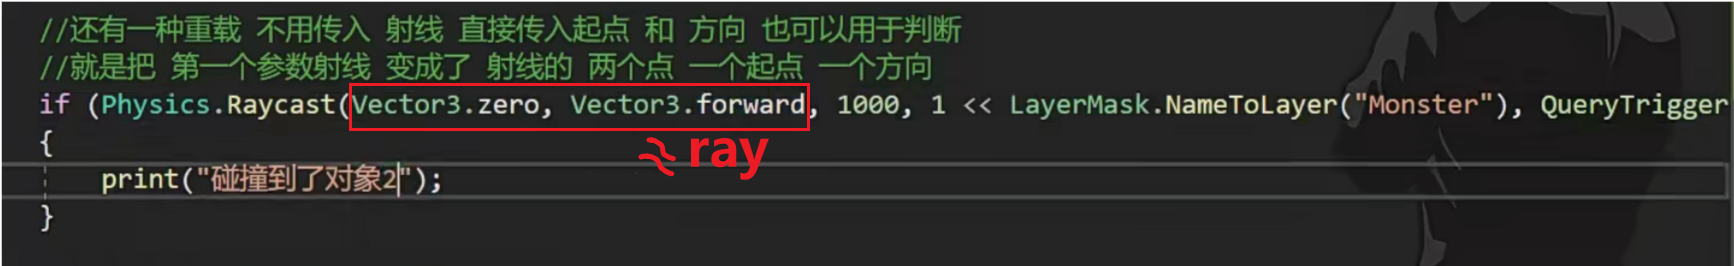 //还有一种重载 不用传入 射线 直接传入起点 和 方向 也可以用于判断
//就是把 第一个参数射线 变成了 射线的 两个点 一个起点 一个方向
if (Physics.Raycast(Vector3.zero, Vector3.forward, 1000, 1 << LayerMask.NameToLayer("Monster"), QueryTrigger
{
≈ ray
print("碰撞到了对象2");
}